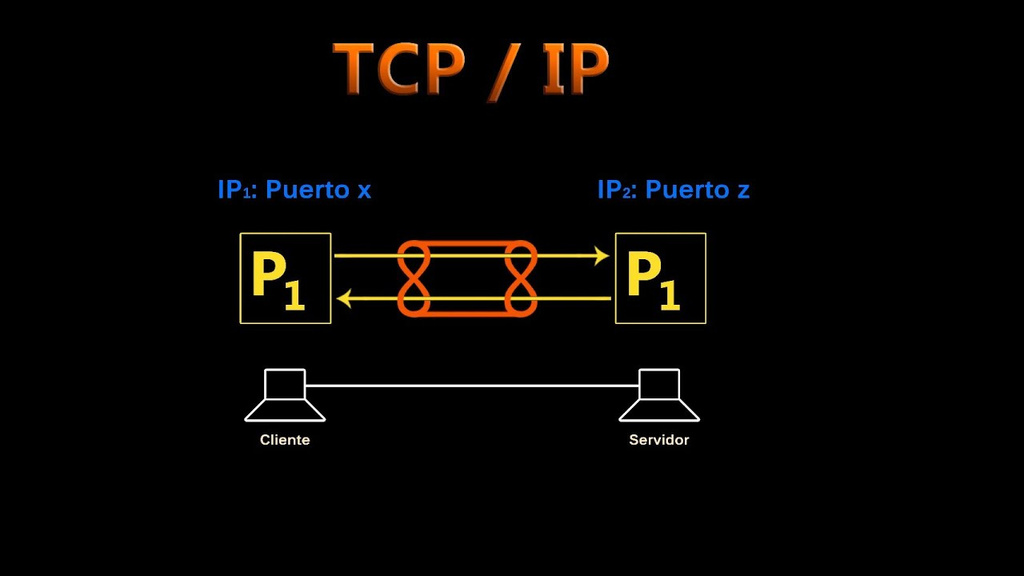 TCP / IP
IP₁: Puerto x
IP₂: Puerto z
P₁
P₁
Cliente
Servidor